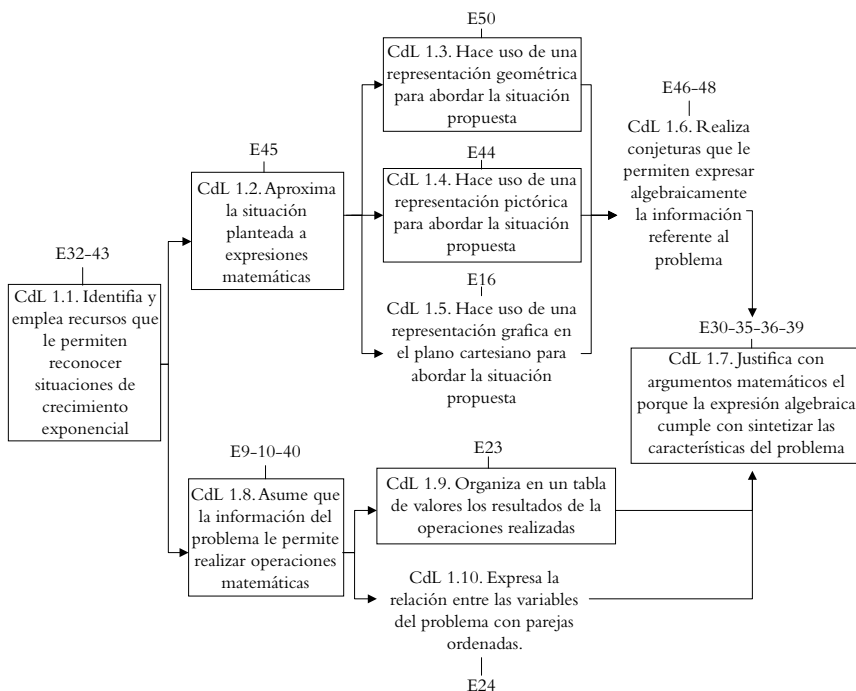 E50
CdL 1.3. Hace uso de una
representación geométrica
para abordar la situación
propuesta
E46-48
CdL 1.6. Realiza
conjeturas que le
permiten expresar
algebraicamente
la información
referente al
problema
E45
CdL 1.2. Aproxima
la situación
planteada a
expresiones
matemáticas
E44
CdL 1.4. Hace uso de una
representación pictórica
para abordar la situación
propuesta
E32-43
CdL 1.1. Identifia y
emplea recursos que
le permiten
reconocer
situaciones de
crecimiento
exponencial
E16
CdL 1.5. Hace uso de una
representación grafica en
el plano cartesiano para
abordar la situación
propuesta
E30-35-36-39
CdL 1.7. Justifica con
argumentos matemáticos el
porque la expresión algebraica
cumple con sintetizar las
características del problema
E9-10-40
CdL 1.8. Asume que
la información del
problema le permite
realizar operaciones
matemáticas
E23
CdL 1.9. Organiza en un tabla
de valores los resultados de la
operaciones realizadas
CdL 1.10. Expresa la
relación entre las variables
del problema con parejas
ordenadas.
E24